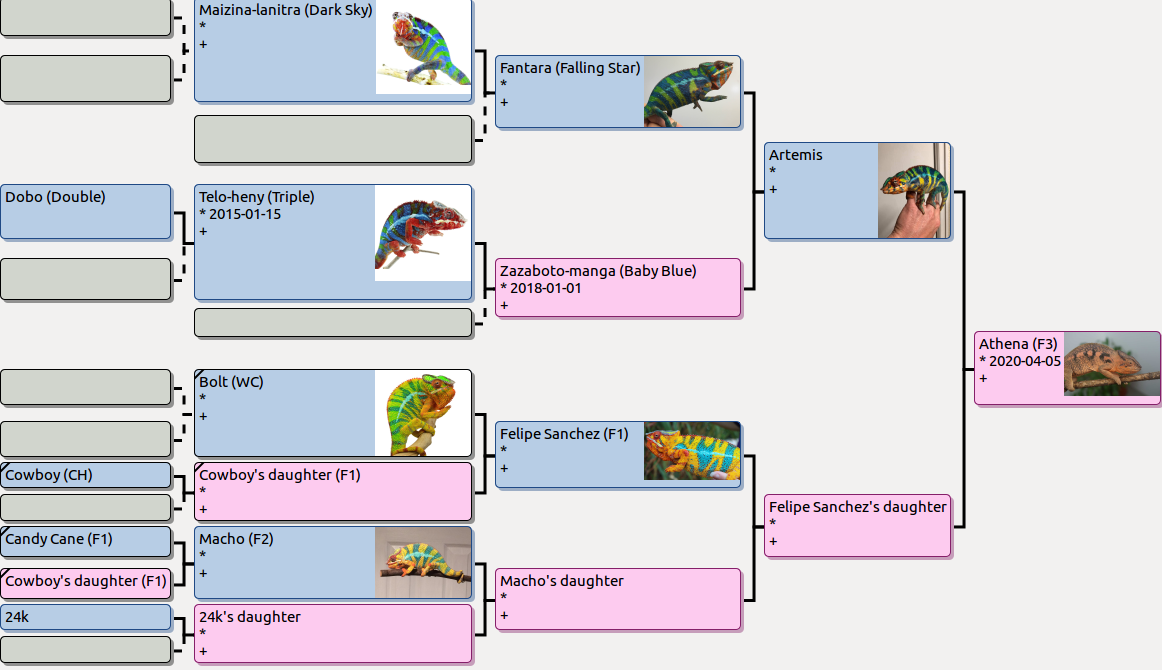 Maizina-lanitra (Dark Sky)
*
+
Fantara (Falling Star)
*
+
Artemis
*
+
Dobo (Double)
Telo-heny (Triple)
* 2015-01-15
+
Zazaboto-manga (Baby Blue)
* 2018-01-01
+
Athena (F3)
* 2020-04-05
+
Bolt (WC)
*
+
Felipe Sanchez (F1)
*
+
Cowboy (CH)
Cowboy's daughter (F1)
*
+
Felipe Sanchez's daughter
*
+
Candy Cane (F1)
Macho (F2)
*
+
Cowboy's daughter (F1)
Macho's daughter
*
+
24k
24k's daughter
*
+